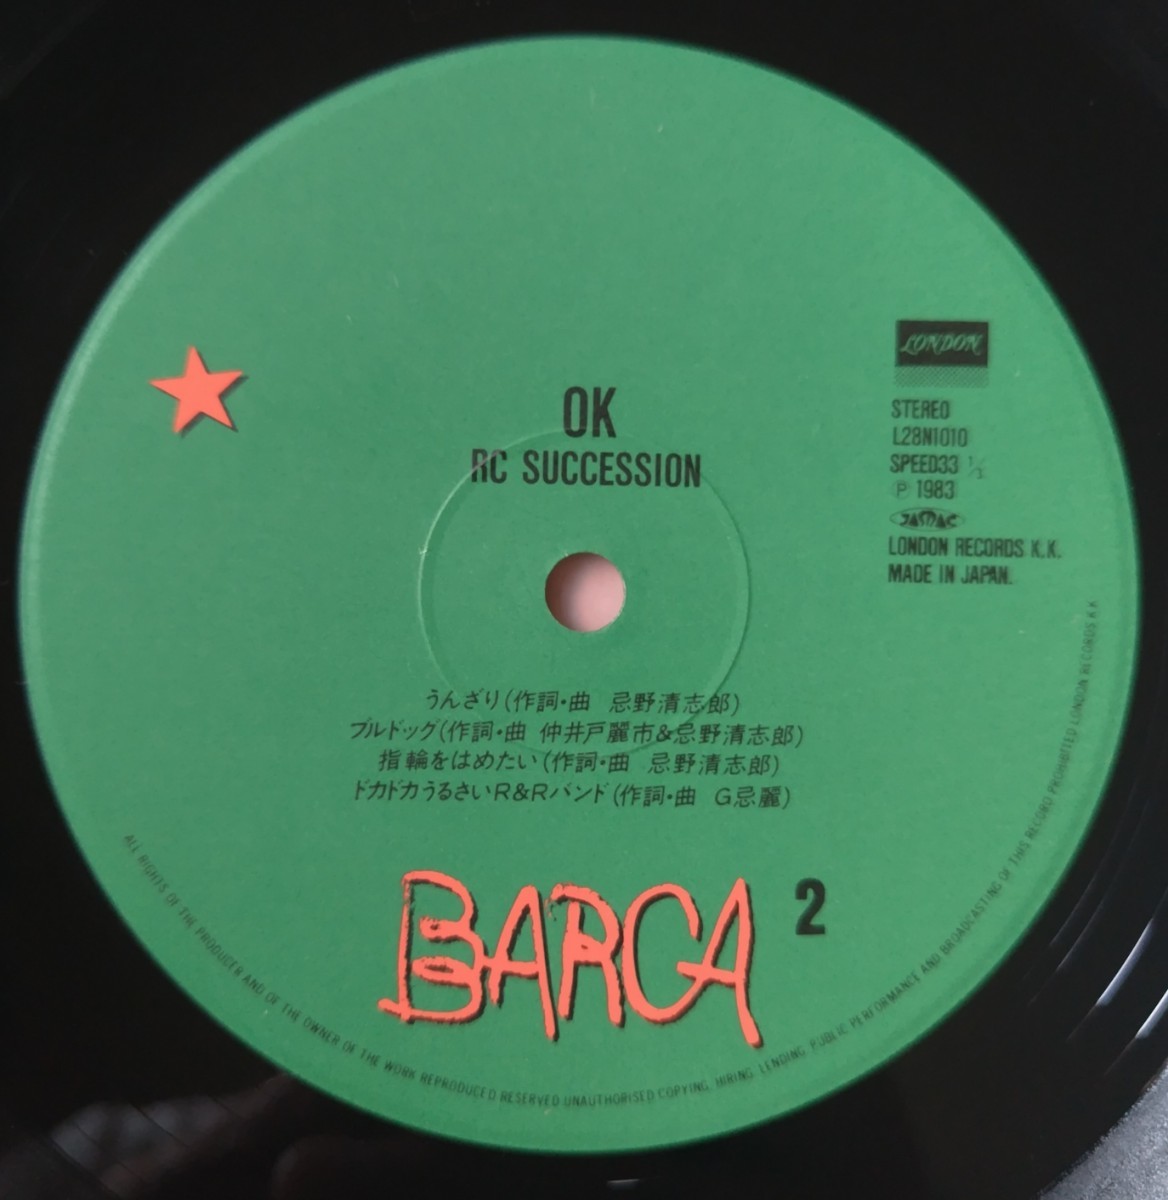 OK
RC SUCCESSION
LONDON
STEREO
L28N1010
SPEED33 1/3
Ⓟ 1983
JASRAC
LONDON RECORDS K.K.
MADE IN JAPAN.
うんざり(作詞・曲 忌野清志郎)
ブルドッグ(作詞・曲 仲井戸麗市&忌野清志郎)
指輪をはめたい(作詞・曲 忌野清志郎)
ドカドカうるさいR&Rバンド(作詞・曲 G忌麗)
BARCA 2
ALL RIGHTS OF THE PRODUCER AND OF THE OWNER OF THE WORK REPRODUCED RESERVED UNAUTHORISED COPYING, HIRING, LENDING, PUBLIC PERFORMANCE AND BROADCASTING OF THIS RECORD PROHIBITED LONDON RECORDS K.K